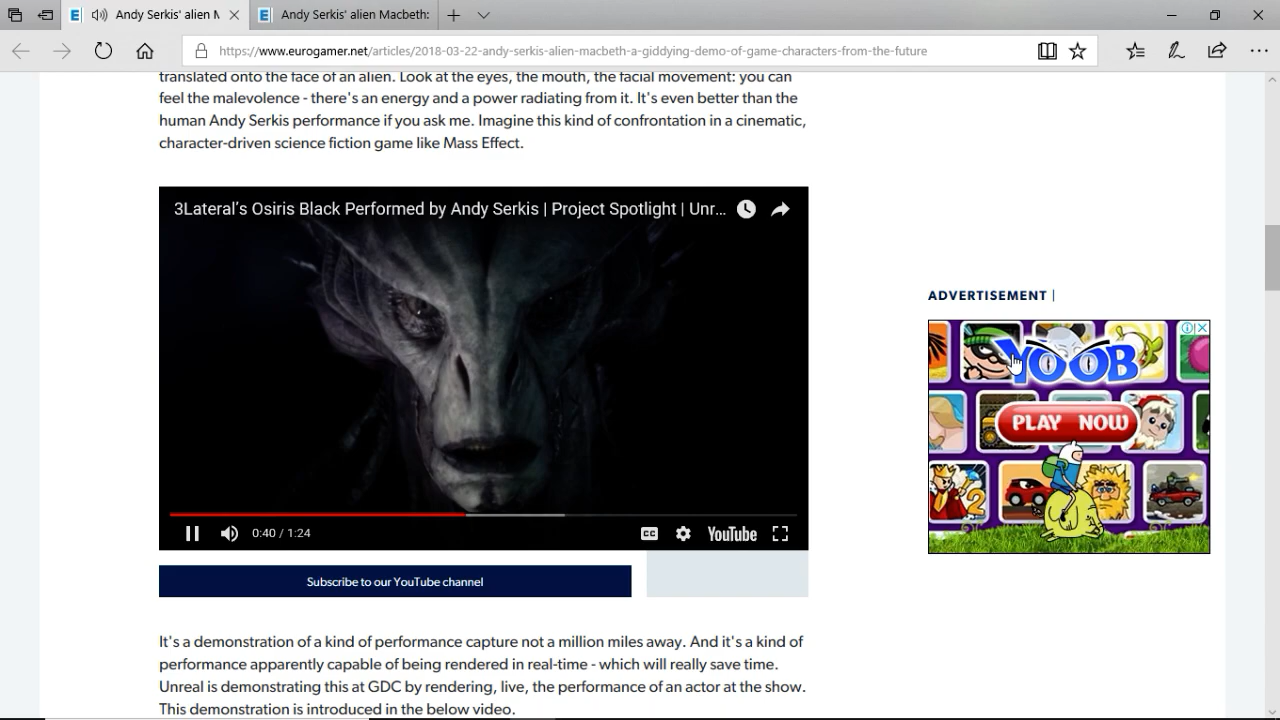 Andy Serkis' alien M
Andy Serkis' alien Macbeth:
https://www.eurogamer.net/articles/2018-03-22-andy-serkis-alien-macbeth-a-giddying-demo-of-game-characters-from-the-future
translated onto the face of an alien. Look at the eyes, the mouth, the facial movement: you can
feel the malevolence - there's an energy and a power radiating from it. It's even better than the
human Andy Serkis performance if you ask me. Imagine this kind of confrontation in a cinematic,
character-driven science fiction game like Mass Effect.
3Lateral's Osiris Black Performed by Andy Serkis | Project Spotlight | Unr...
0:40 / 1:24
CC
YouTube
Subscribe to our YouTube channel
ADVERTISEMENT |
YOOB
PLAY NOW
2
It's a demonstration of a kind of performance capture not a million miles away. And it's a kind of
performance apparently capable of being rendered in real-time - which will really save time.
Unreal is demonstrating this at GDC by rendering, live, the performance of an actor at the show.
This demonstration is introduced in the below video.